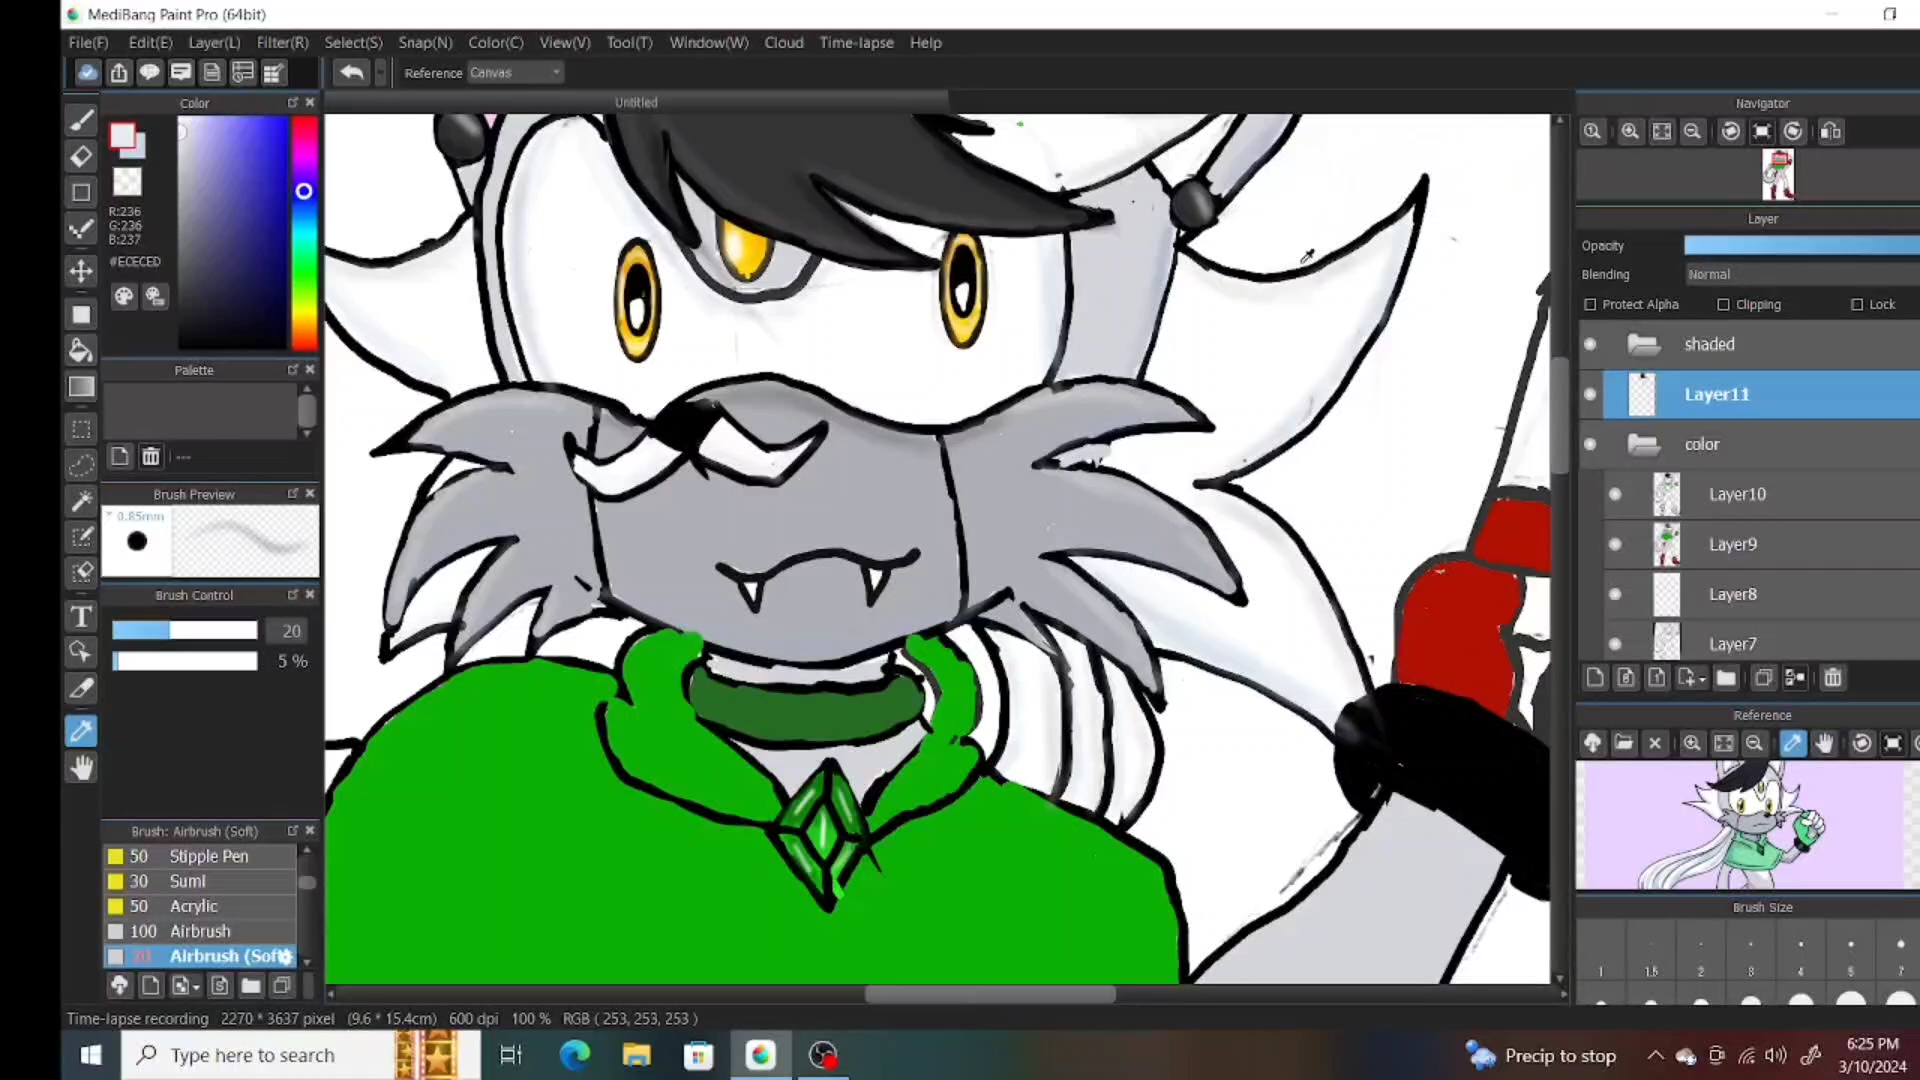 MediBang Paint Pro (64bit)
File(F) Edit(E) Layer(L) Filter(R) Select(S) Snap(N) Color(C) View(V) Tool(T) Window(W) Cloud Time-lapse Help
Reference Canvas
Color
Untitled
Navigator
R:236
G:236
B:237
#ECECED
Layer
Opacity
Blending Normal
Protect Alpha Clipping Lock
shaded
Layer11
color
Layer10
Layer9
Layer8
Layer7
Palette
---
Brush Preview
* 0.85mm
Brush Control
20
5 %
Reference
Brush: Airbrush (Soft)
50 Stipple Pen
30 Sumi
50 Acrylic
100 Airbrush
Airbrush (Soft
Brush Size
1 1.5 2 3 4 5 7
Time-lapse recording 2270 * 3637 pixel (9.6 * 15.4cm) 600 dpi 100 % RGB ( 253, 253, 253 )
Type here to search
Precip to stop
6:25 PM
3/10/2024